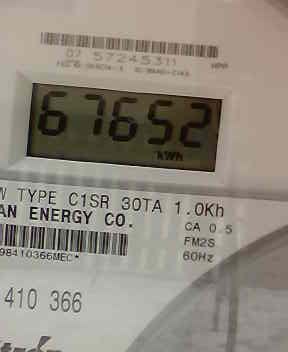 07 57245311
67652
kWh
W TYPE C1SR 30TA 1.0Kh
AN ENERGY CO.
CA 0.5
FM2S
60Hz
98410366MEC*
410 366